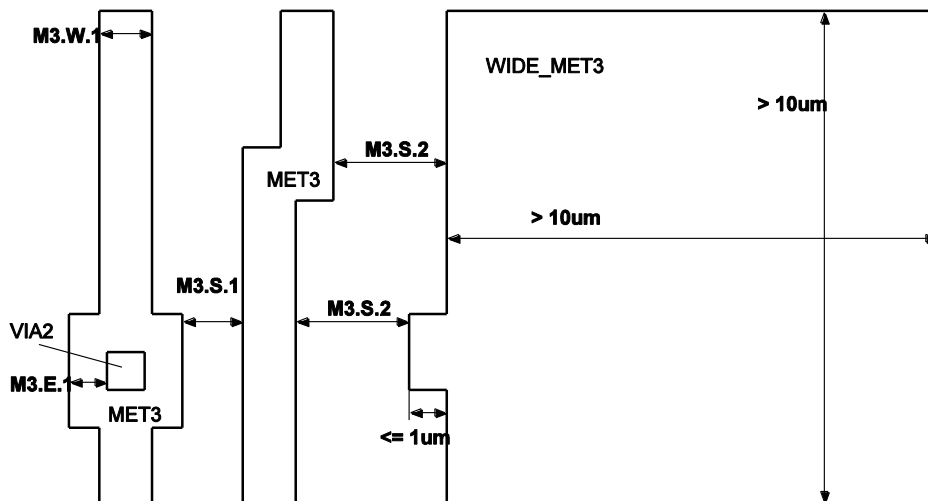 M3.W.1
WIDE_MET3
> 10um
M3.S.2
MET3
> 10um
M3.S.1
M3.S.2
VIA2
M3.E.1
MET3
<= 1um